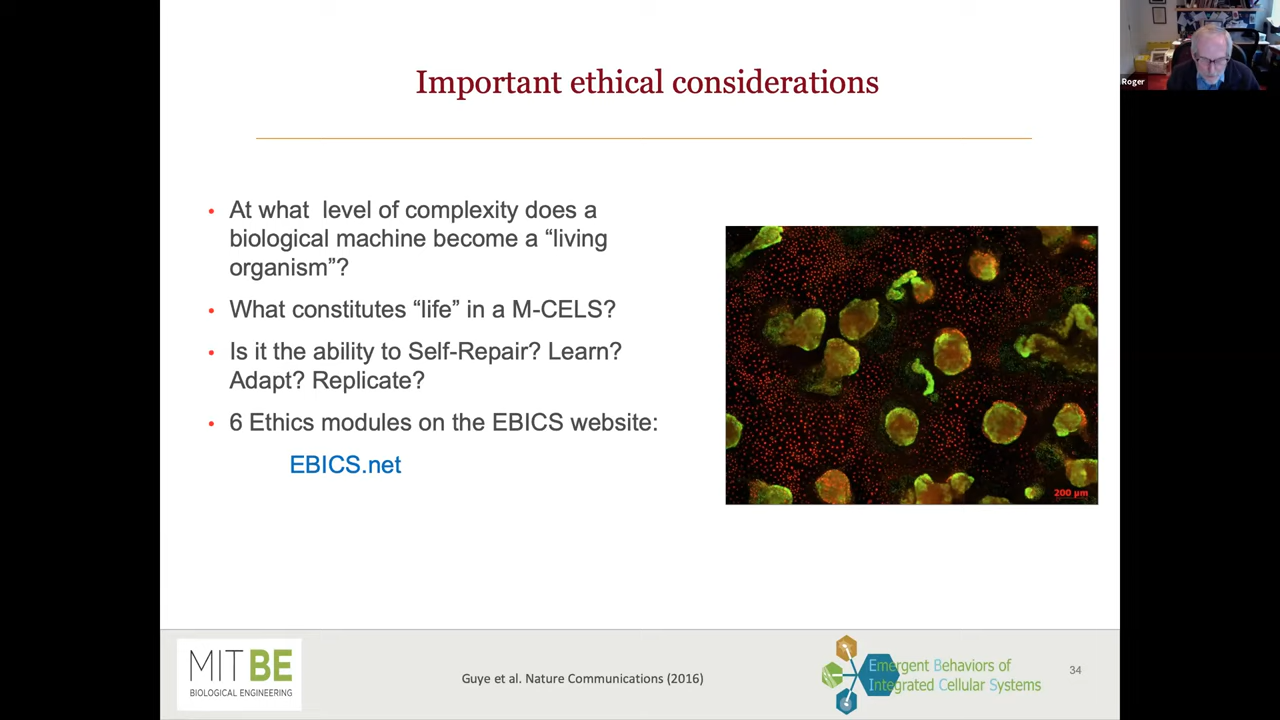 Important ethical considerations
Roger
• At what level of complexity does a
biological machine become a “living
organism”?
• What constitutes “life” in a M-CELS?
• Is it the ability to Self-Repair? Learn?
Adapt? Replicate?
• 6 Ethics modules on the EBICS website:
EBICS.net
200 µm
MIT BE
BIOLOGICAL ENGINEERING
Guye et al. Nature Communications (2016)
Emergent Behaviors of
Integrated Cellular Systems
34